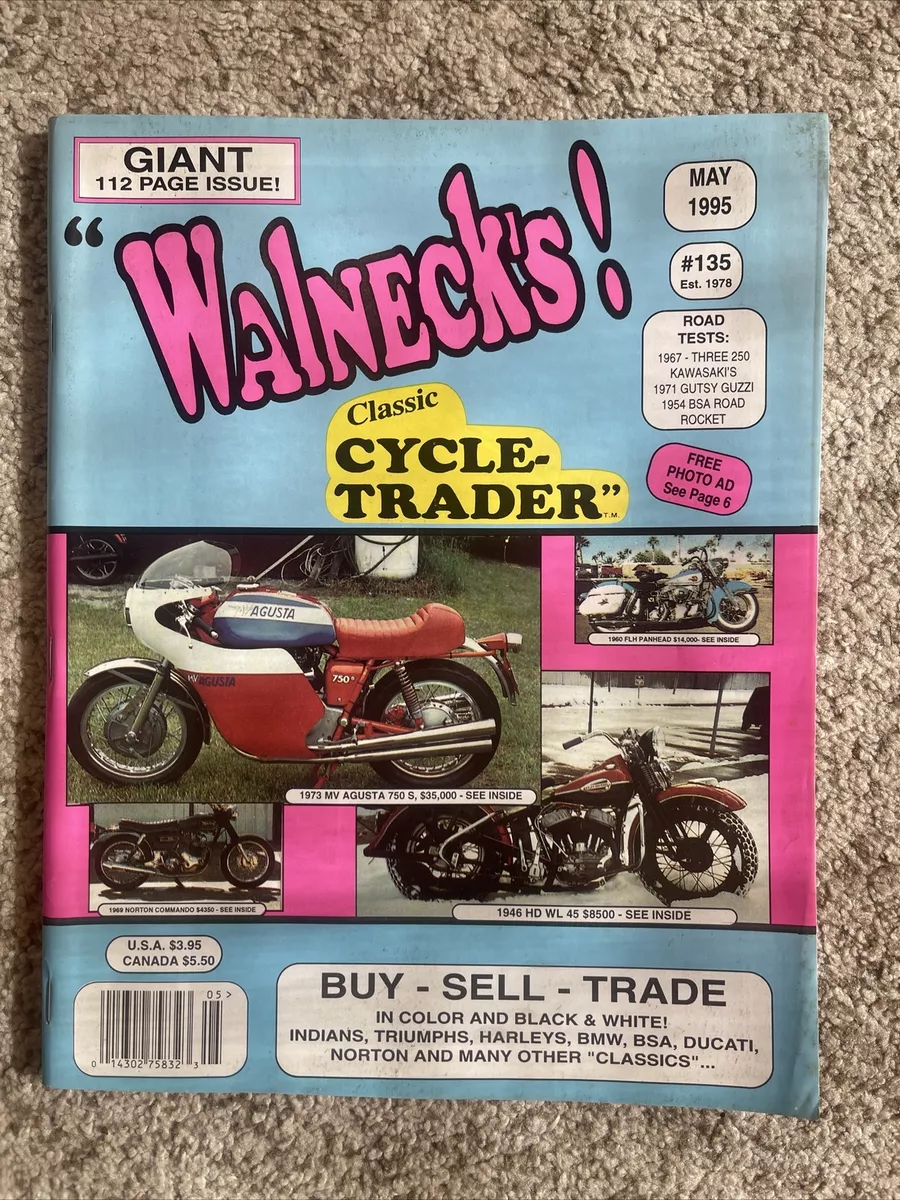 GIANT
112 PAGE ISSUE!
"WALNECK'S!
Classic
CYCLE-
TRADER"
T.M.
MAY
1995
#135
Est. 1978
ROAD
TESTS:
1967 - THREE 250
KAWASAKI'S
1971 GUTSY GUZZI
1954 BSA ROAD
ROCKET
FREE
PHOTO AD
See Page 6
MV AGUSTA
MV AGUSTA
750 S
1973 MV AGUSTA 750 S, $35,000 - SEE INSIDE
1960 FLH PANHEAD $14,000- SEE INSIDE
1969 NORTON COMMANDO $4350 - SEE INSIDE
1946 HD WL 45 $8500 - SEE INSIDE
U.S.A. $3.95
CANADA $5.50
05>
0 14302 75832 3
BUY - SELL - TRADE
IN COLOR AND BLACK & WHITE!
INDIANS, TRIUMPHS, HARLEYS, BMW, BSA, DUCATI,
NORTON AND MANY OTHER "CLASSICS"...